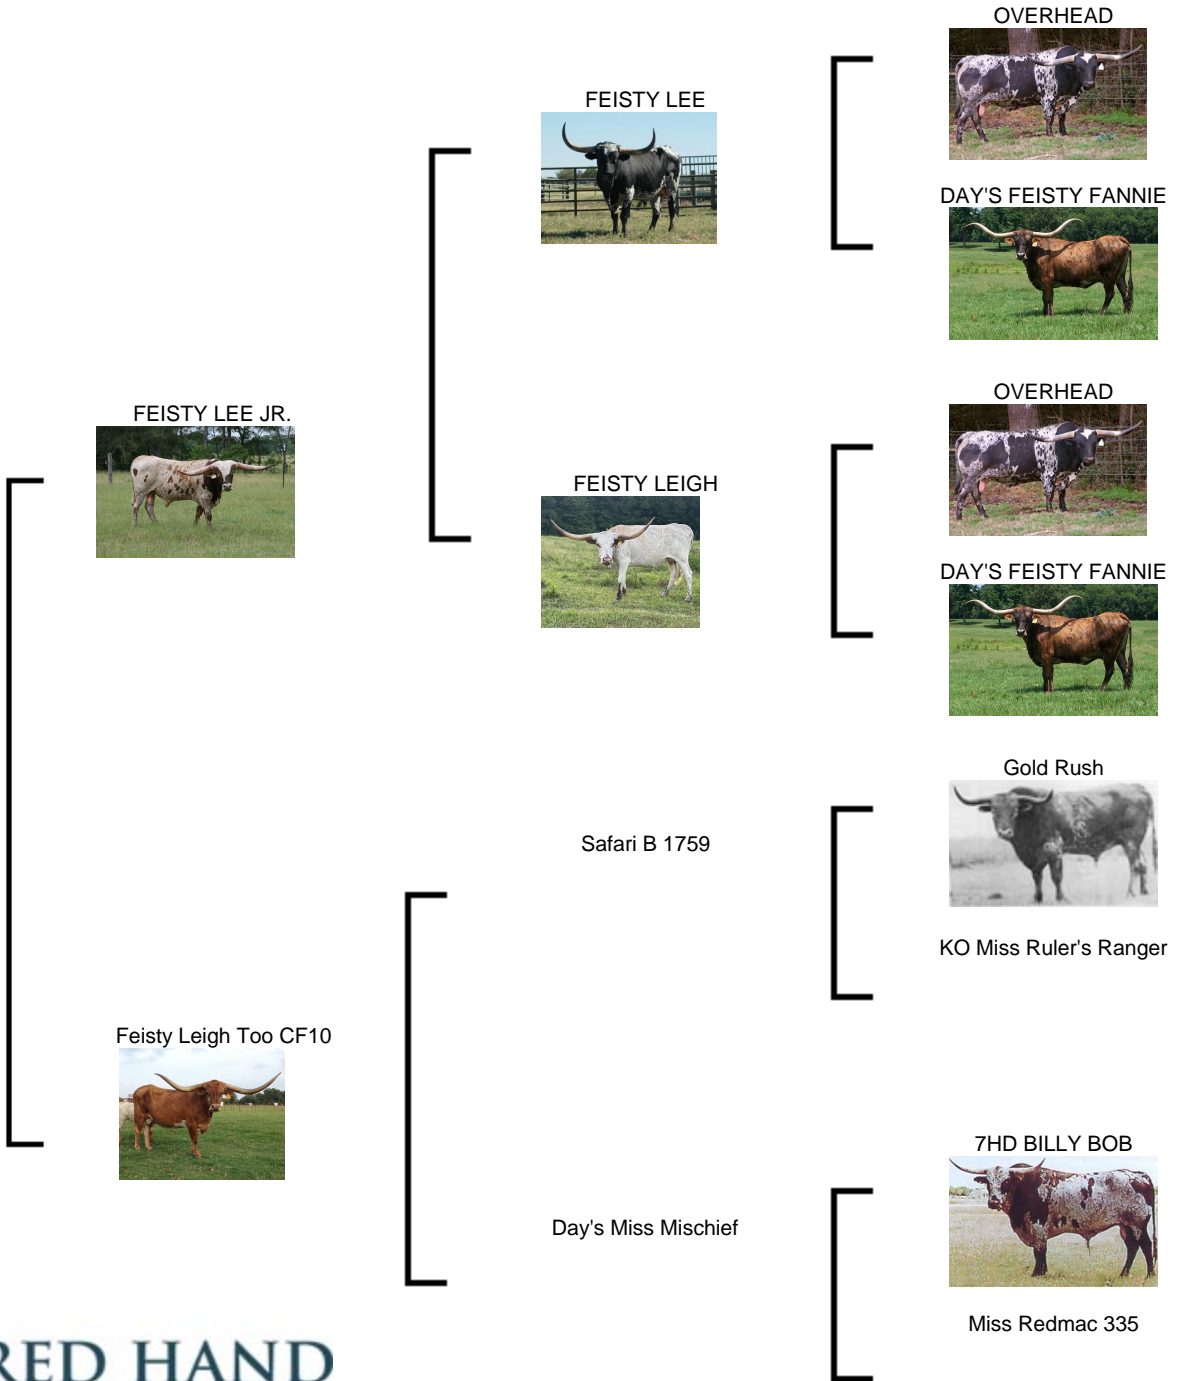 OVERHEAD
FEISTY LEE
DAY'S FEISTY FANNIE
OVERHEAD
FEISTY LEE JR.
FEISTY LEIGH
DAY'S FEISTY FANNIE
Gold Rush
Safari B 1759
KO Miss Ruler's Ranger
Feisty Leigh Too CF10
7HD BILLY BOB
Day's Miss Mischief
Miss Redmac 335
RED HAND